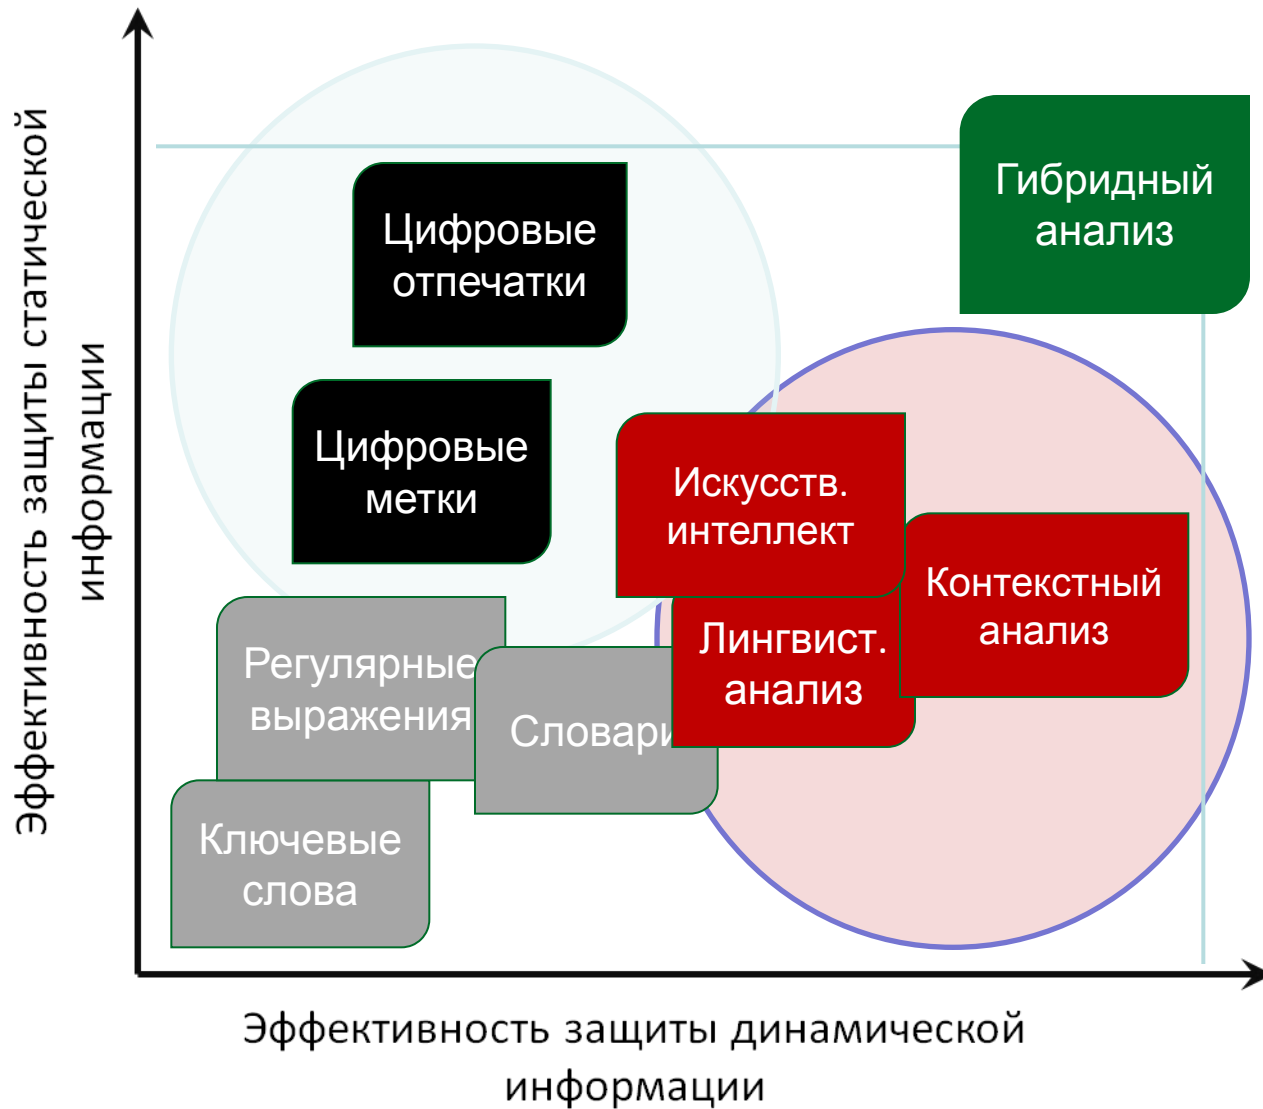 Эффективность защиты статической
информации
Гибридный
анализ
Цифровые
отпечатки
Цифровые
метки
Искусств.
интеллект
Контекстный
анализ
Лингвист.
анализ
Регулярные
выражения
Словари
Ключевые
слова
Эффективность защиты динамической
информации